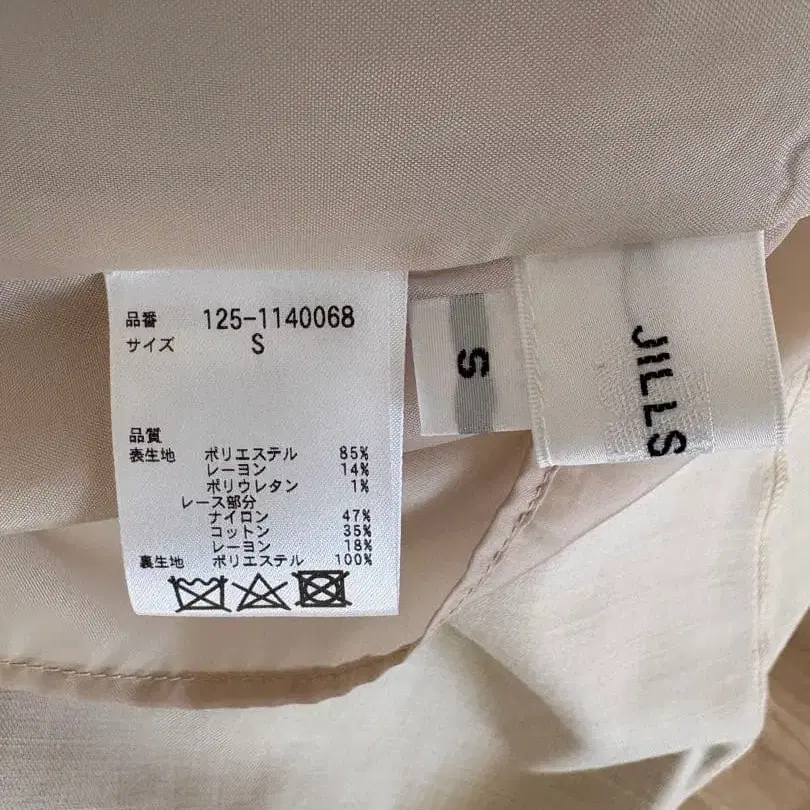 品番 125-1140068
サイズ S
品質
表生地 ポリエステル 85%
レーヨン 14%
ポリウレタン 1%
レース部分
ナイロン 47%
コットン 35%
レーヨン 18%
裏生地 ポリエステル 100%
S
JILLS